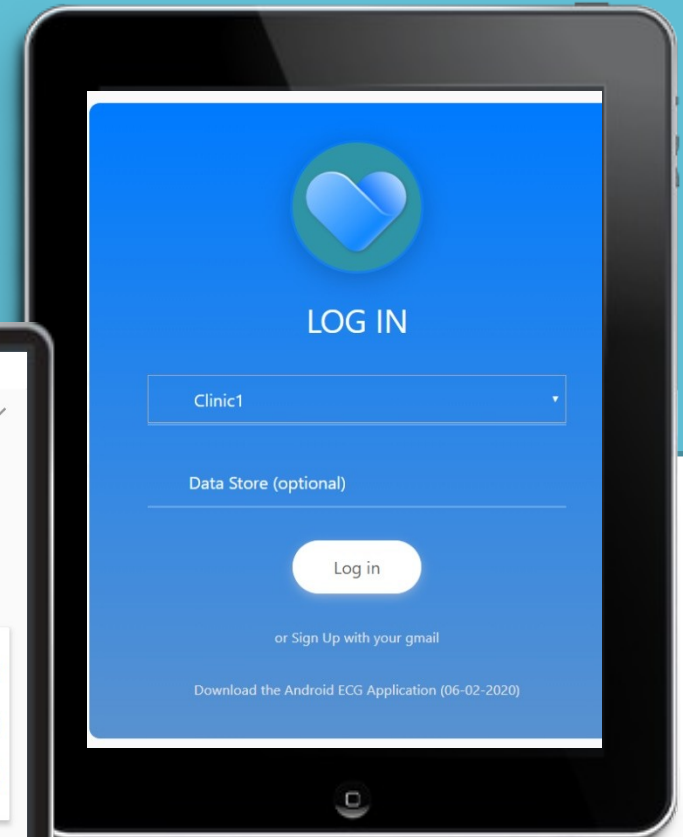 LOG IN
Clinic1
Data Store (optional)
Log in
or Sign Up with your gmail
Download the Android ECG Application (06-02-2020)